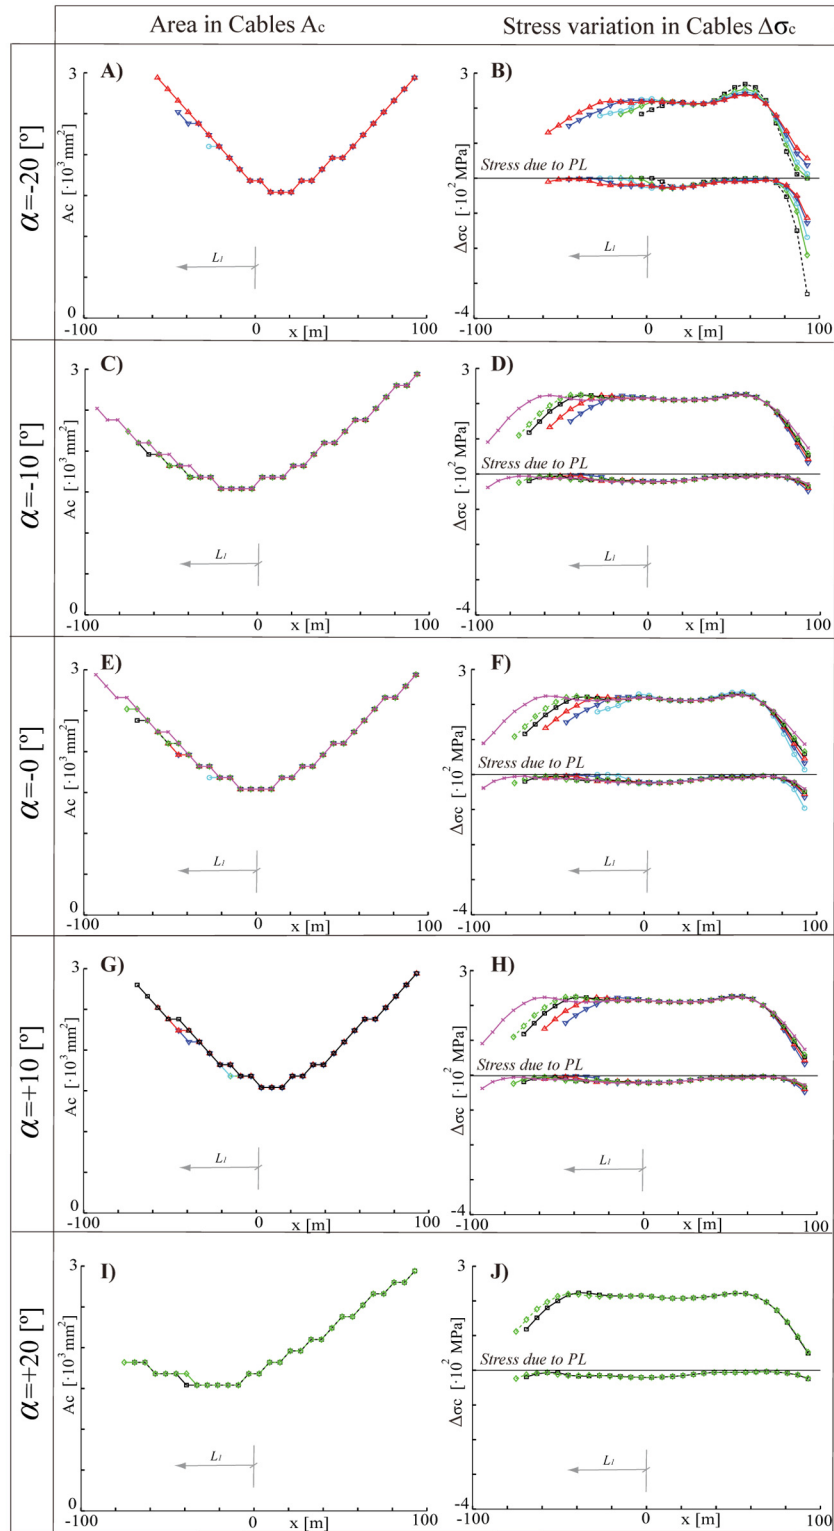 Area in Cables Ac
Stress variation in Cables Δσc
α=-20 [º]
A)
3
Ac [·10³ mm²]
L₁
0
-100
0
x [m]
100
B)
3
Stress due to PL
Δσc [·10² MPa]
L₁
-4
-100
0
x [m]
100
α=-10 [º]
C)
3
Ac [·10³ mm²]
L₁
0
-100
0
x [m]
100
D)
3
Stress due to PL
Δσc [·10² MPa]
L₁
-4
-100
0
x [m]
100
α=-0 [º]
E)
3
Ac [·10³ mm²]
L₁
0
-100
0
x [m]
100
F)
3
Stress due to PL
Δσc [·10² MPa]
L₁
-4
-100
0
x [m]
100
α=+10 [º]
G)
3
Ac [·10³ mm²]
L₁
0
-100
0
x [m]
100
H)
3
Stress due to PL
Δσc [·10² MPa]
L₁
-4
-100
0
x [m]
100
α=+20 [º]
I)
3
Ac [·10³ mm²]
L₁
0
-100
0
x [m]
100
J)
3
Stress due to PL
Δσc [·10² MPa]
L₁
-4
-100
0
x [m]
100